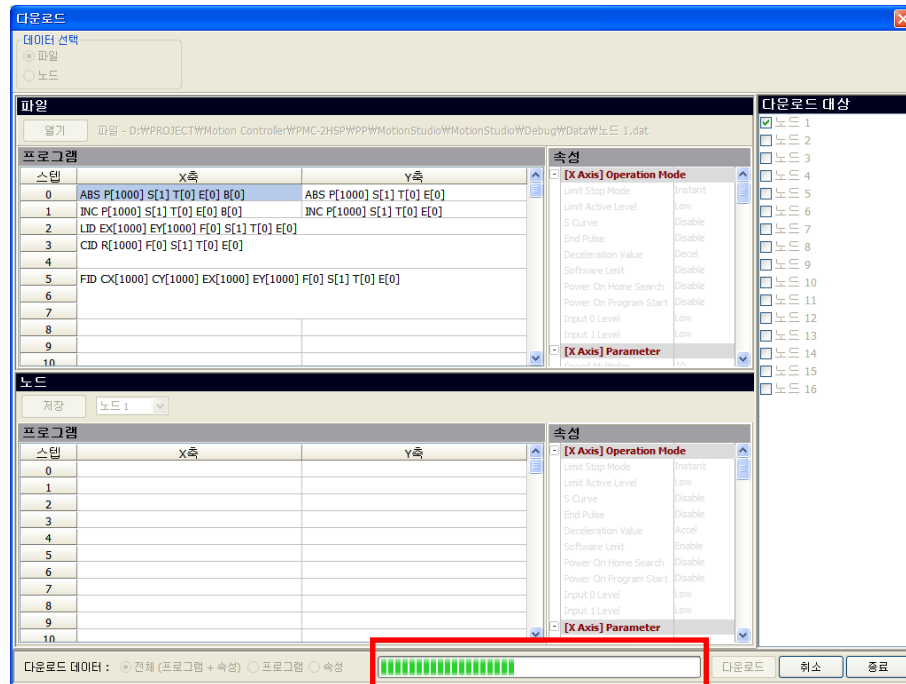 다운로드
데이터 선택
파일
노드
파일
열기 파일 - D:₩PROJECT₩Motion Controller₩PMC-2HSP₩PP₩MotionStudio₩MotionStudio₩Debug₩Data₩노드 1.dat
프로그램
스텝 X축 Y축
0 ABS P[1000] S[1] T[0] E[0] B[0] ABS P[1000] S[1] T[0] E[0]
1 INC P[1000] S[1] T[0] E[0] B[0] INC P[1000] S[1] T[0] E[0]
2 LID EX[1000] EY[1000] F[0] S[1] T[0] E[0]
3 CID R[1000] F[0] S[1] T[0] E[0]
4
5 FID CX[1000] CY[1000] EX[1000] EY[1000] F[0] S[1] T[0] E[0]
6
7
8
9
10
속성
[X Axis] Operation Mode
Limit Stop Mode Instant
Limit Active Level Low
S Curve Disable
End Pulse Disable
Deceleration Value Decel
Software Limit Disable
Power On Home Search Disable
Power On Program Start Disable
Input 0 Level Low
Input 1 Level Low
[X Axis] Parameter
다운로드 대상
노드 1
노드 2
노드 3
노드 4
노드 5
노드 6
노드 7
노드 8
노드 9
노드 10
노드 11
노드 12
노드 13
노드 14
노드 15
노드 16
노드
저장 노드 1
프로그램
스텝 X축 Y축
0
1
2
3
4
5
6
7
8
9
10
속성
[X Axis] Operation Mode
Limit Stop Mode Instant
Limit Active Level Low
S Curve Disable
End Pulse Disable
Deceleration Value Accel
Software Limit Enable
Power On Home Search Disable
Power On Program Start Disable
Input 0 Level Low
Input 1 Level Low
[X Axis] Parameter
다운로드 데이터 : 전체 (프로그램 + 속성) 프로그램 속성 다운로드 취소 종료